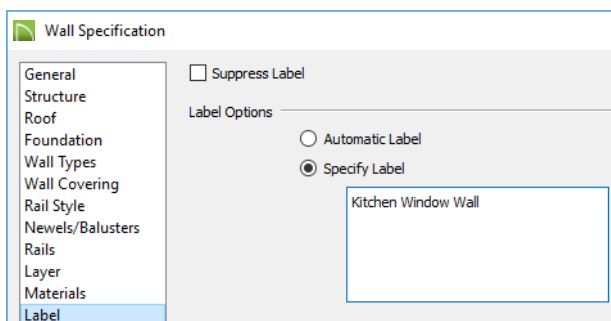 Wall Specification
General
Structure
Roof
Foundation
Wall Types
Wall Covering
Rail Style
Newels/Balusters
Rails
Layer
Materials
Label
Suppress Label
Label Options
Automatic Label
Specify Label
Kitchen Window Wall